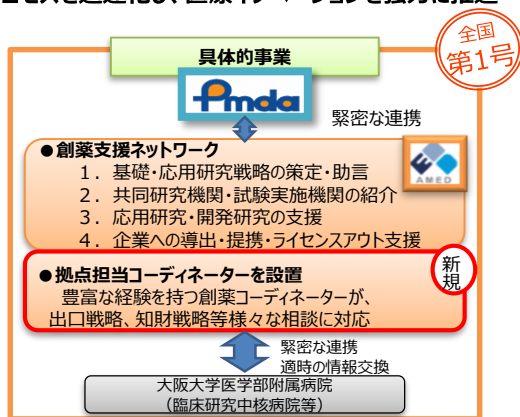 全国
第1号
具体的事業
Pmda
緊密な連携
●創薬支援ネットワーク
1．基礎・応用研究戦略の策定・助言
2．共同研究機関・試験実施機関の紹介
3．応用研究・開発研究の支援
4．企業への導出・提携・ライセンスアウト支援
AMED
新規
●拠点担当コーディネーターを設置
豊富な経験を持つ創薬コーディネーターが、
出口戦略、知財戦略等様々な相談に対応
緊密な連携
適時の情報交換
大阪大学医学部附属病院
（臨床研究中核病院等）